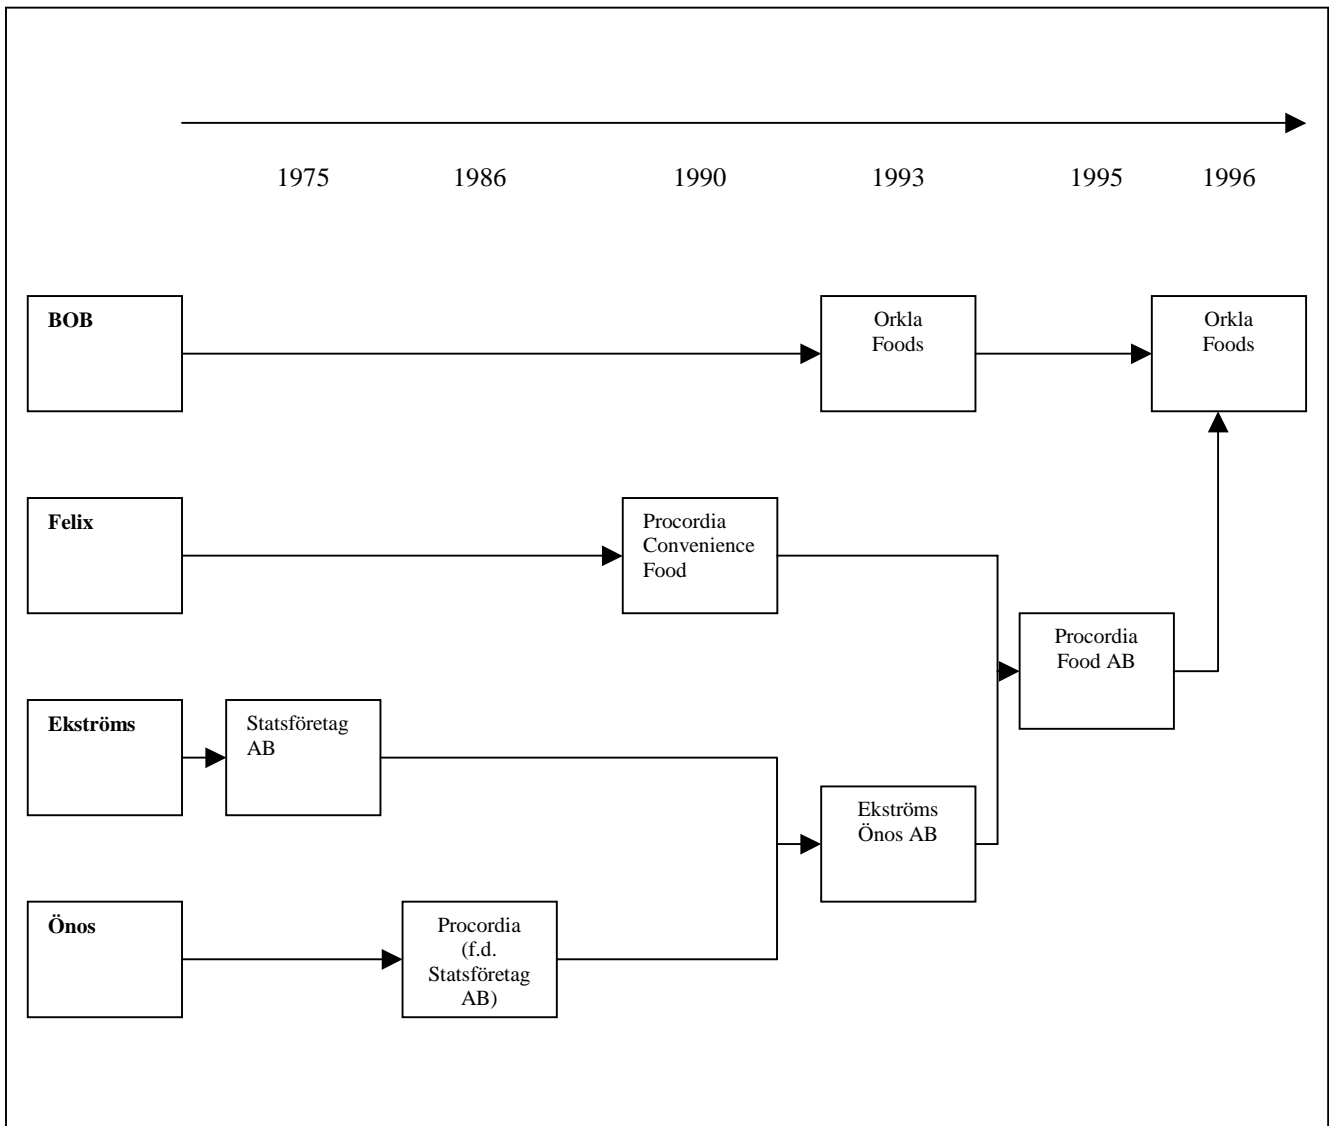 1975 1986 1990 1993 1995 1996
BOB
Orkla
Foods
Orkla
Foods
Felix
Procordia
Convenience
Food
Procordia
Food AB
Ekströms
Statsföretag
AB
Ekströms
Önos AB
Önos
Procordia
(f.d.
Statsföretag
AB)